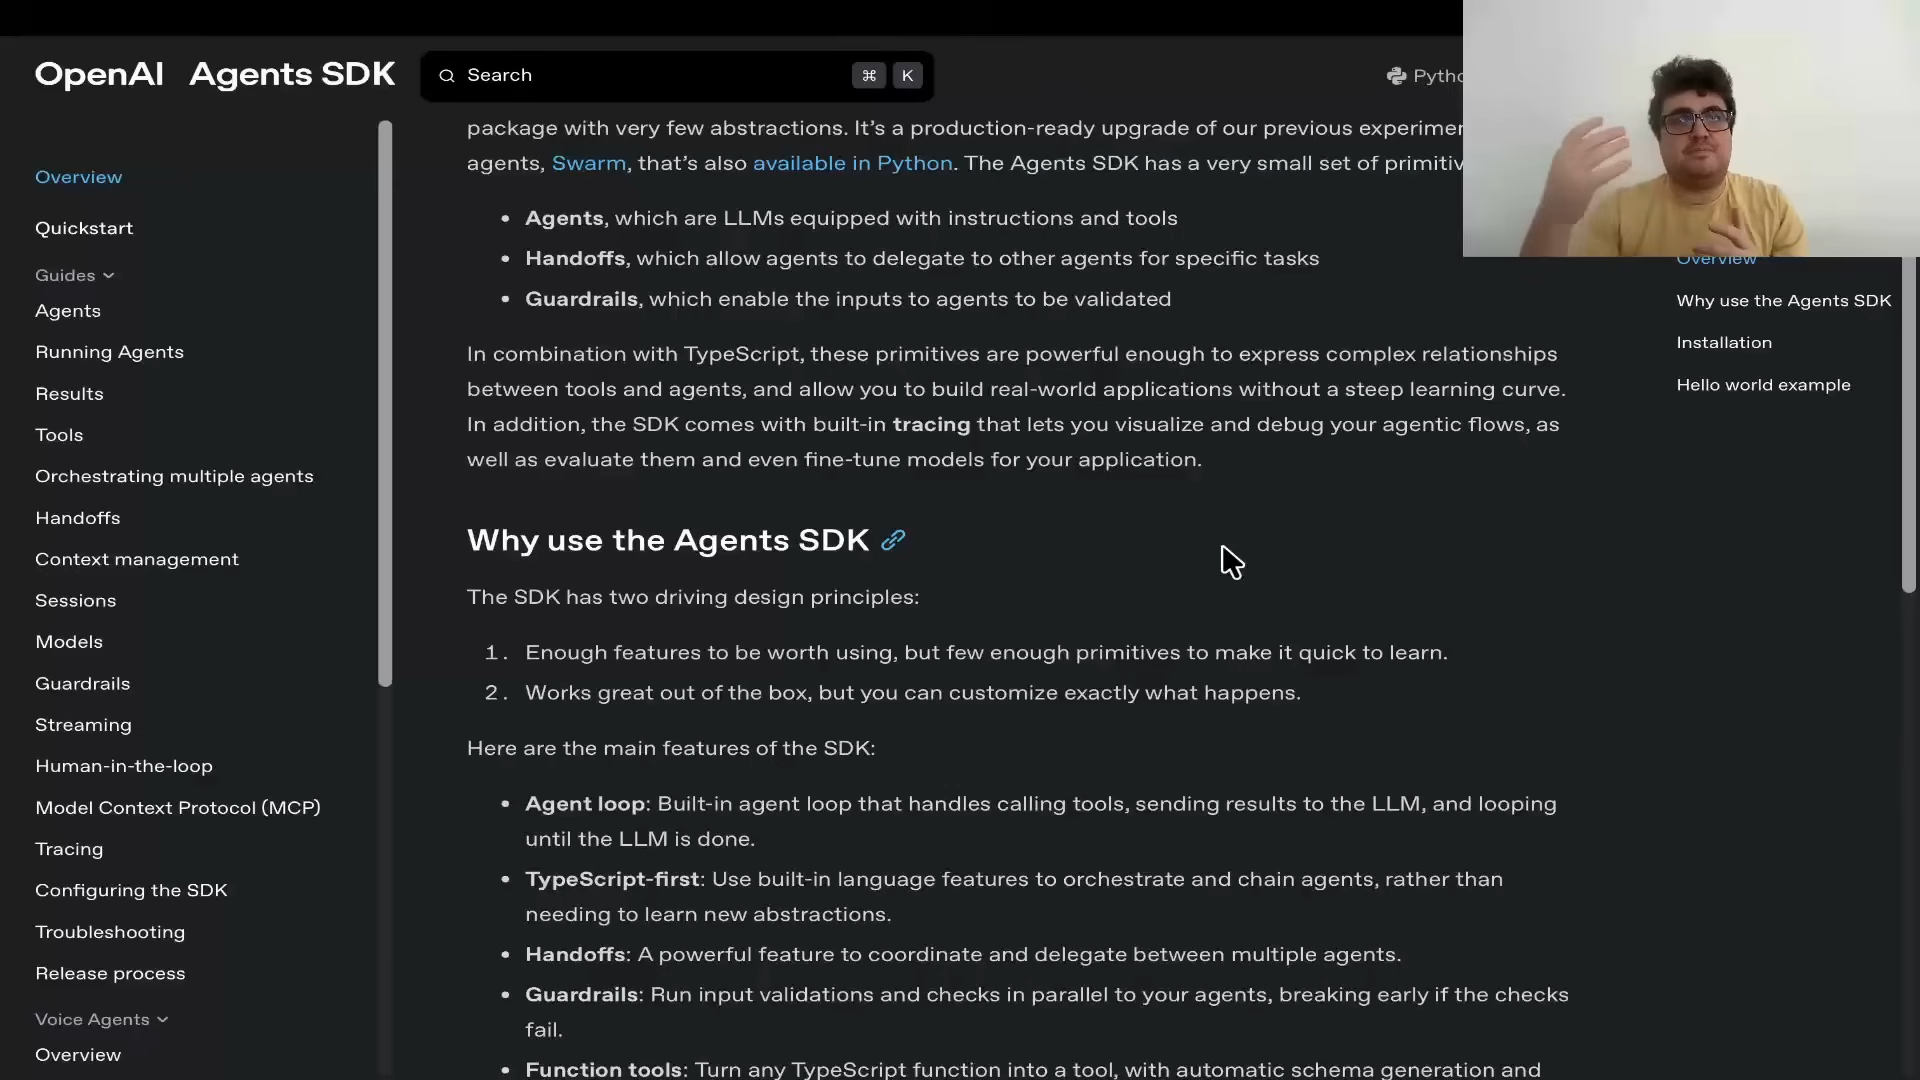 OpenAI Agents SDK
Search ⌘ K
Pytho
Overview
Quickstart
Guides
Agents
Running Agents
Results
Tools
Orchestrating multiple agents
Handoffs
Context management
Sessions
Models
Guardrails
Streaming
Human-in-the-loop
Model Context Protocol (MCP)
Tracing
Configuring the SDK
Troubleshooting
Release process
Voice Agents
Overview
package with very few abstractions. It’s a production-ready upgrade of our previous experimen
agents, Swarm, that’s also available in Python. The Agents SDK has a very small set of primitiv
• Agents, which are LLMs equipped with instructions and tools
• Handoffs, which allow agents to delegate to other agents for specific tasks
• Guardrails, which enable the inputs to agents to be validated
In combination with TypeScript, these primitives are powerful enough to express complex relationships
between tools and agents, and allow you to build real-world applications without a steep learning curve.
In addition, the SDK comes with built-in tracing that lets you visualize and debug your agentic flows, as
well as evaluate them and even fine-tune models for your application.
Why use the Agents SDK
The SDK has two driving design principles:
1. Enough features to be worth using, but few enough primitives to make it quick to learn.
2. Works great out of the box, but you can customize exactly what happens.
Here are the main features of the SDK:
• Agent loop: Built-in agent loop that handles calling tools, sending results to the LLM, and looping
until the LLM is done.
• TypeScript-first: Use built-in language features to orchestrate and chain agents, rather than
needing to learn new abstractions.
• Handoffs: A powerful feature to coordinate and delegate between multiple agents.
• Guardrails: Run input validations and checks in parallel to your agents, breaking early if the checks
fail.
• Function tools: Turn any TypeScript function into a tool, with automatic schema generation and
Overview
Why use the Agents SDK
Installation
Hello world example